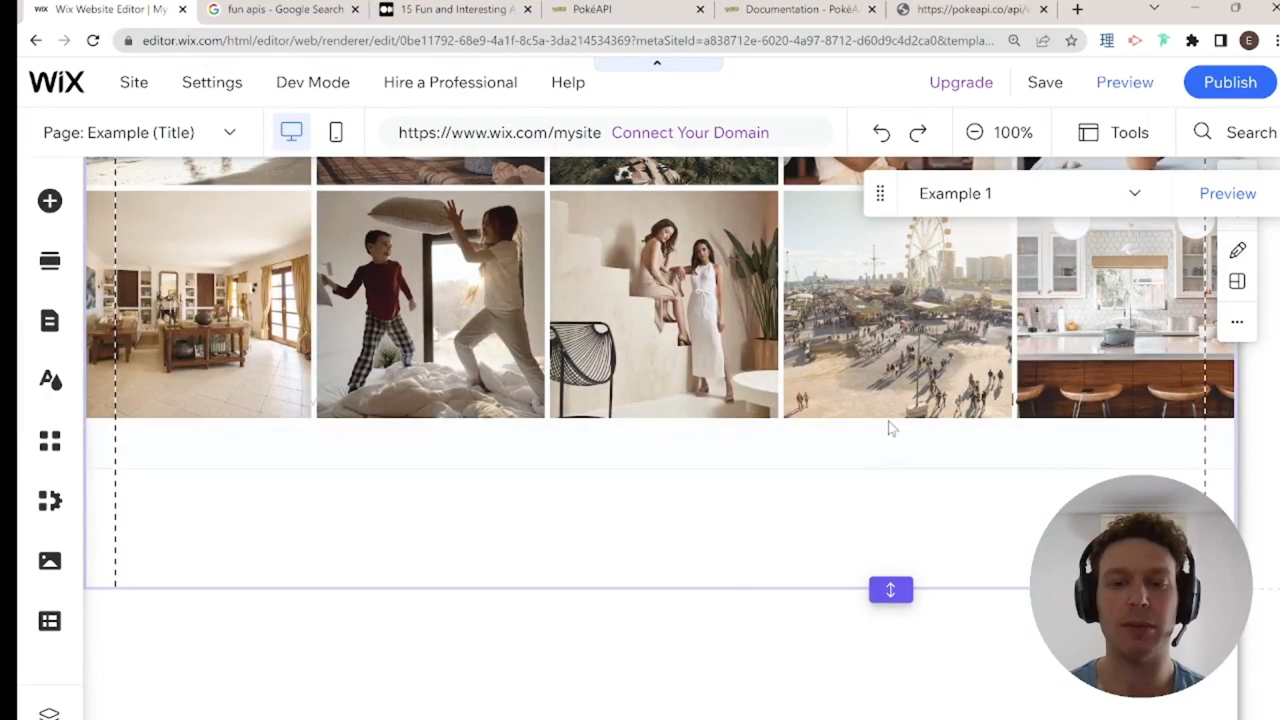 WiX Wix Website Editor | My
fun apis - Google Search
15 Fun and Interesting A
PokéAPI
Documentation - PokéA
https://pokeapi.co/api/v
editor.wix.com/html/editor/web/renderer/edit/0be11792-68e9-4a1f-8c5a-3da214534369?metaSiteId=a838712e-6020-4a97-8712-d60d9c4d2ca0&templa...
理
E
WiX
Site
Settings
Dev Mode
Hire a Professional
Help
Upgrade
Save
Preview
Publish
Page: Example (Title)
https://www.wix.com/mysite Connect Your Domain
100%
Tools
Search
Example 1
Preview